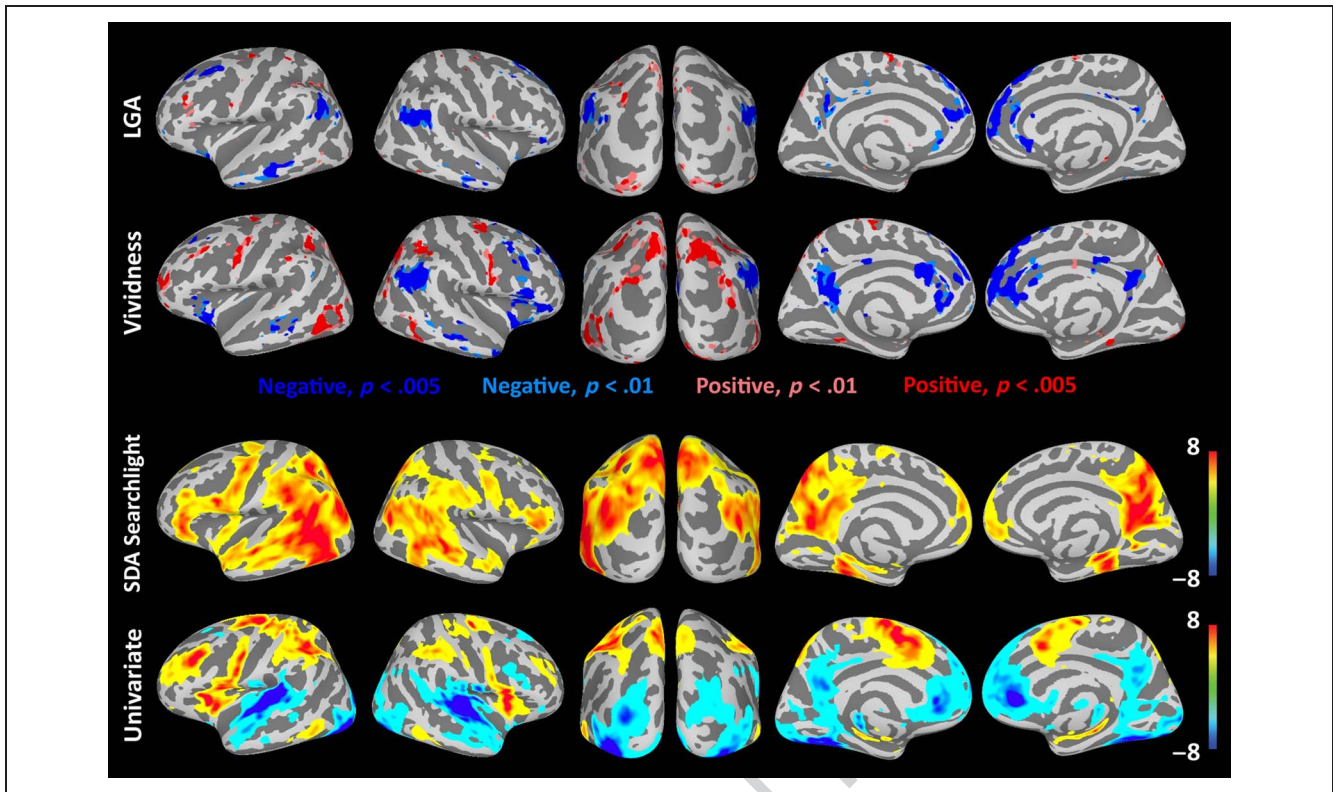 LGA
Vividness
Negative, p < .005 Negative, p < .01 Positive, p < .01 Positive, p < .005
SDA Searchlight
8
−8
Univariate
8
−8